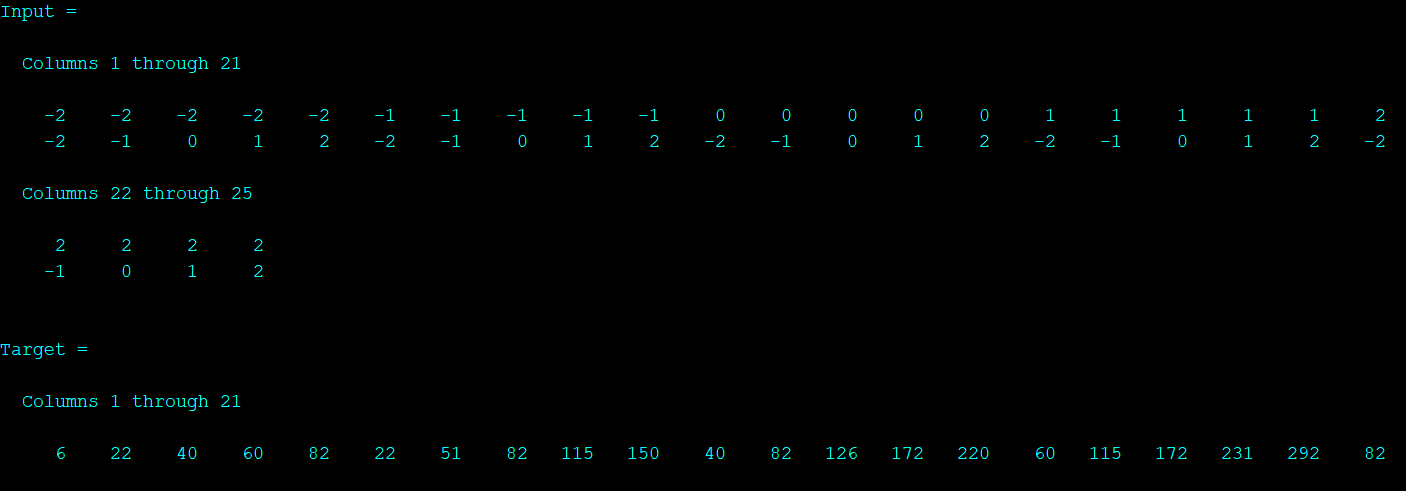 Input =
Columns 1 through 21
-2 -2 -2 -2 -2 -1 -1 -1 -1 -1 0 0 0 0 0 1 1 1 1 1 2
-2 -1 0 1 2 -2 -1 0 1 2 -2 -1 0 1 2 -2 -1 0 1 2 -2
Columns 22 through 25
2 2 2 2
-1 0 1 2
Target =
Columns 1 through 21
6 22 40 60 82 22 51 82 115 150 40 82 126 172 220 60 115 172 231 292 82